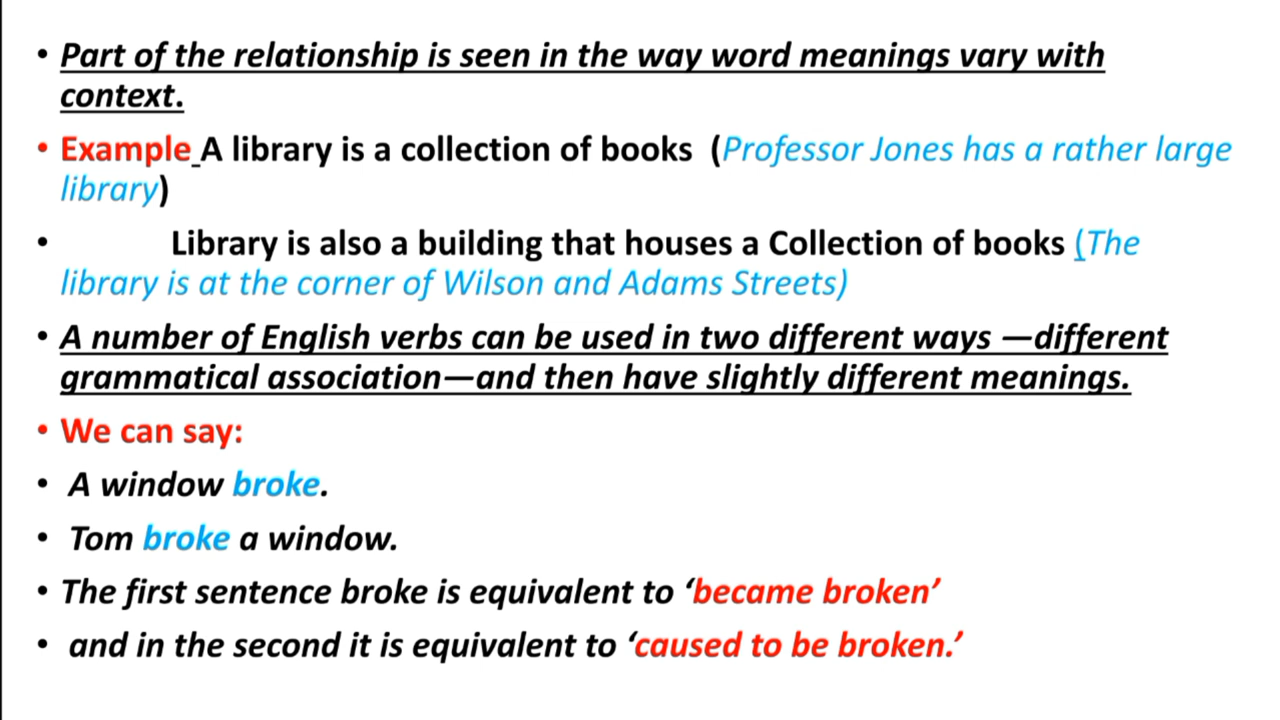 • Part of the relationship is seen in the way word meanings vary with
context.
• Example A library is a collection of books (Professor Jones has a rather large
library)
• Library is also a building that houses a Collection of books (The
library is at the corner of Wilson and Adams Streets)
• A number of English verbs can be used in two different ways —different
grammatical association—and then have slightly different meanings.
• We can say:
• A window broke.
• Tom broke a window.
• The first sentence broke is equivalent to ‘became broken’
• and in the second it is equivalent to ‘caused to be broken.’